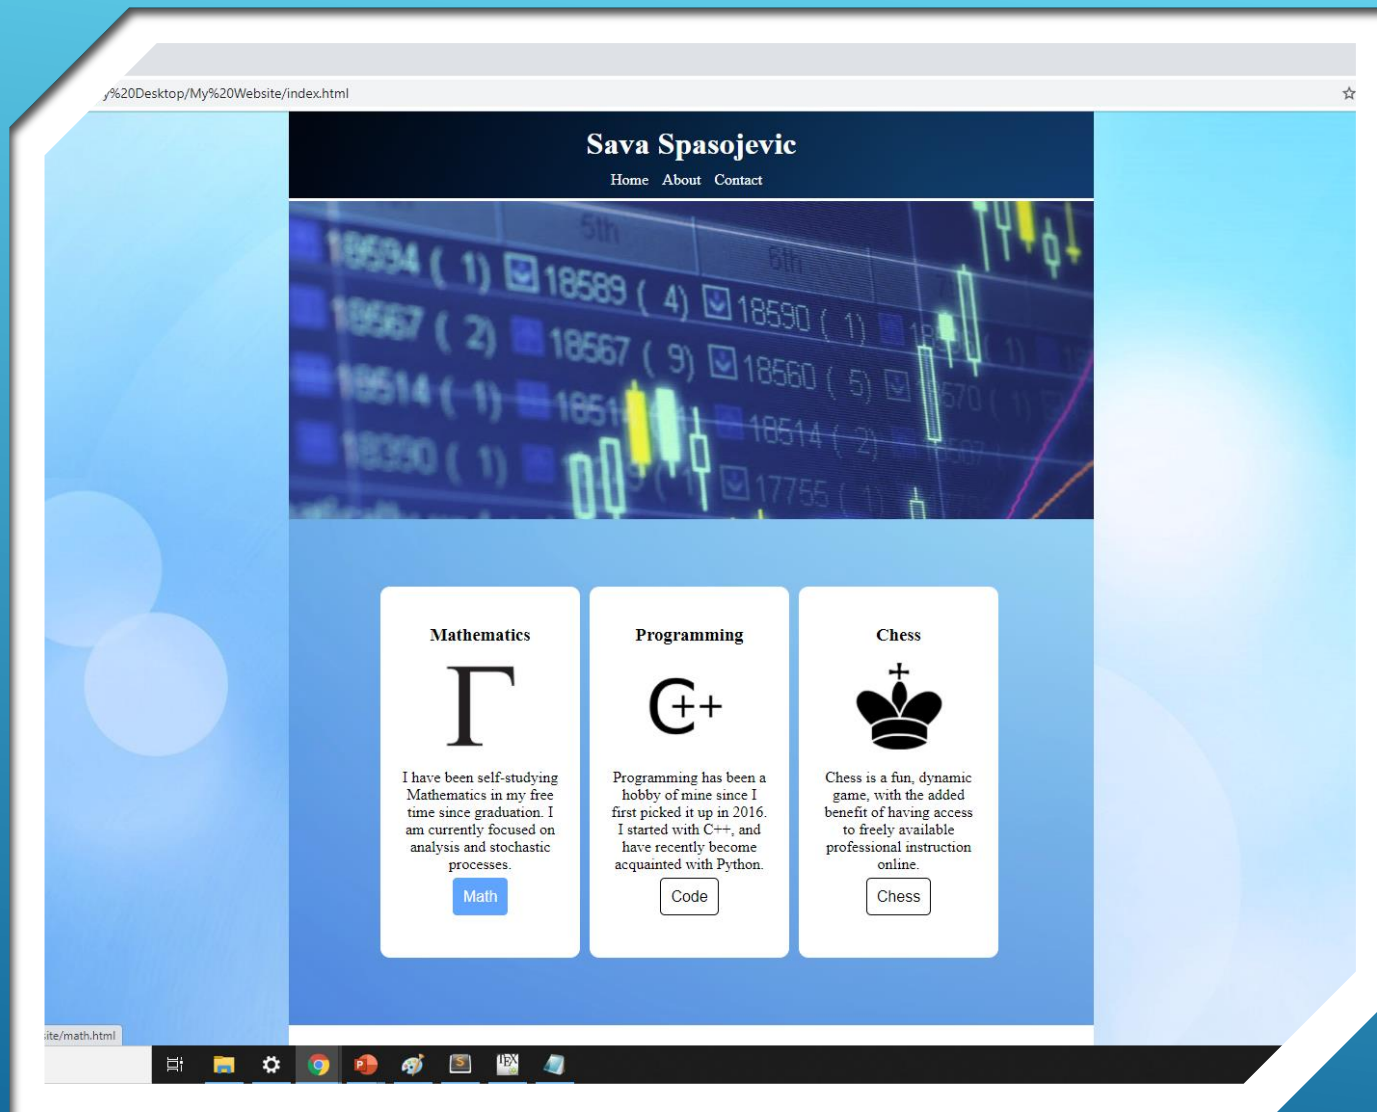 y%20Desktop/My%20Website/index.html
Sava Spasojevic
Home About Contact
5th
6th
18594 ( 1) 18589 ( 4) 18590 ( 1)
18567 ( 2) 18567 ( 9) 18560 ( 5)
18514 ( 1) 18514 ( 2)
18390 ( 1) 17755 ( 1)
Mathematics
Programming
Chess
Γ
C++
I have been self-studying
Mathematics in my free
time since graduation. I
am currently focused on
analysis and stochastic
processes.
Math
Programming has been a
hobby of mine since I
first picked it up in 2016.
I started with C++, and
have recently become
acquainted with Python.
Code
Chess is a fun, dynamic
game, with the added
benefit of having access
to freely available
professional instruction
online.
Chess
site/math.html
P
S
TEX